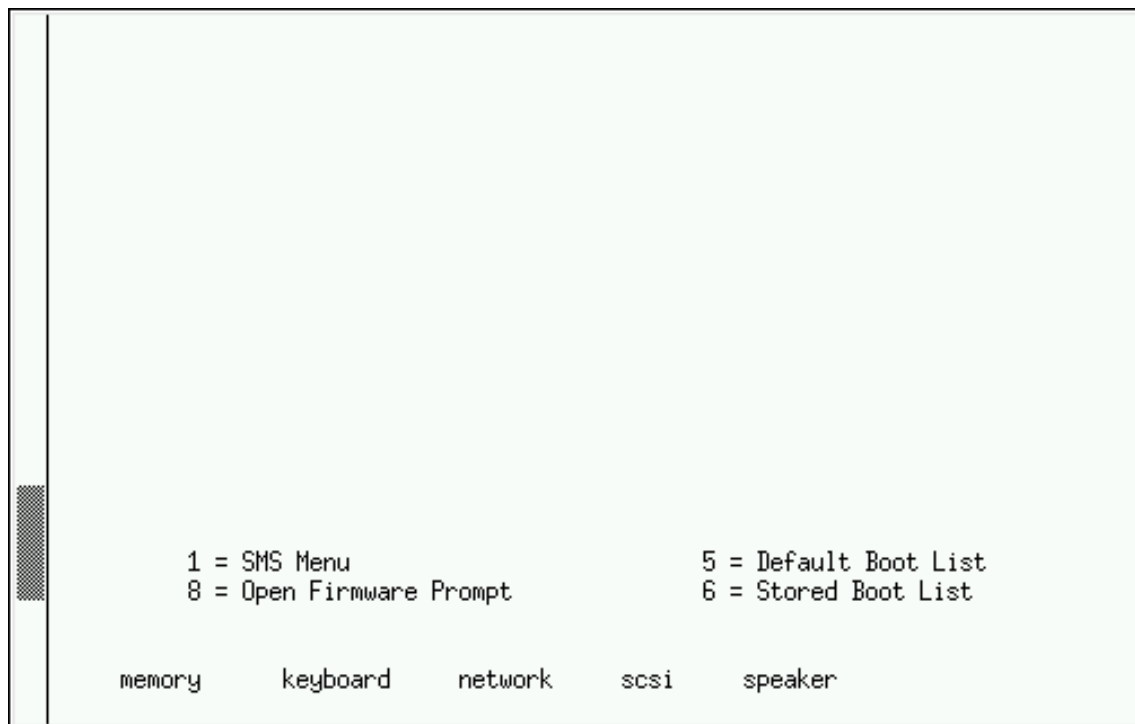 1 = SMS Menu 5 = Default Boot List
8 = Open Firmware Prompt 6 = Stored Boot List
memory keyboard network scsi speaker